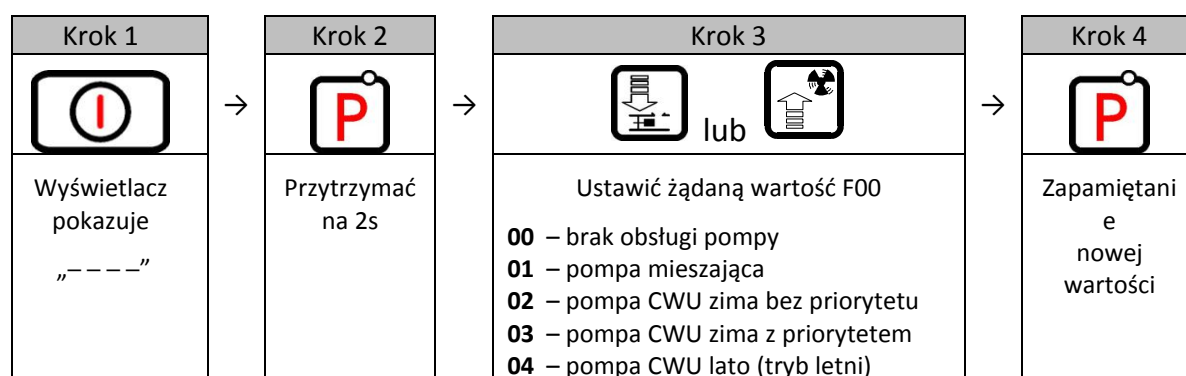 Krok 1
Krok 2
Krok 3
Krok 4
→
P
→
lub
→
P
Wyświetlacz
pokazuje
„– – – –”
Przytrzymać
na 2s
Ustawić żądaną wartość F00
00 – brak obsługi pompy
01 – pompa mieszająca
02 – pompa CWU zima bez priorytetu
03 – pompa CWU zima z priorytetem
04 – pompa CWU lato (tryb letni)
Zapamiętani
e
nowej
wartości